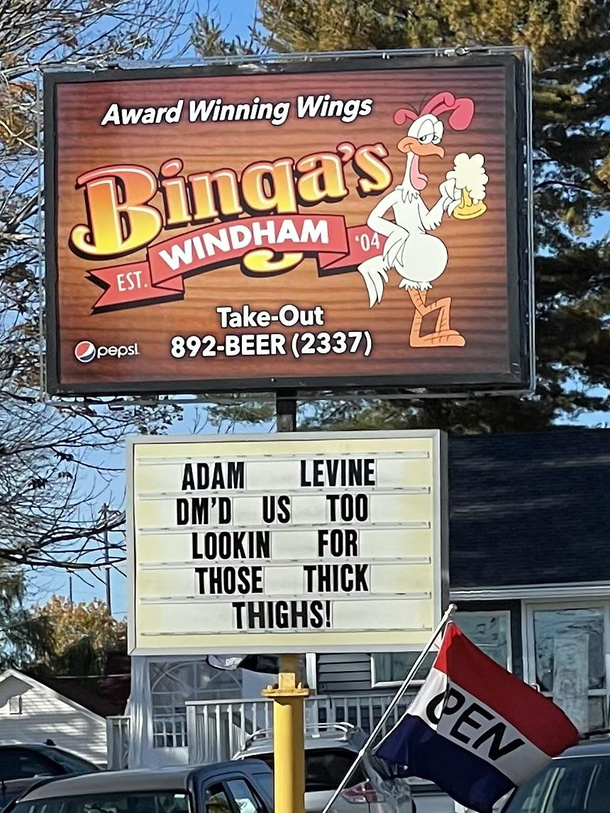 Award Winning Wings
Binga's
EST. WINDHAM '04
Take-Out
pepsi 892-BEER (2337)
ADAM LEVINE
DM'D US TOO
LOOKIN FOR
THOSE THICK
THIGHS!
OPEN